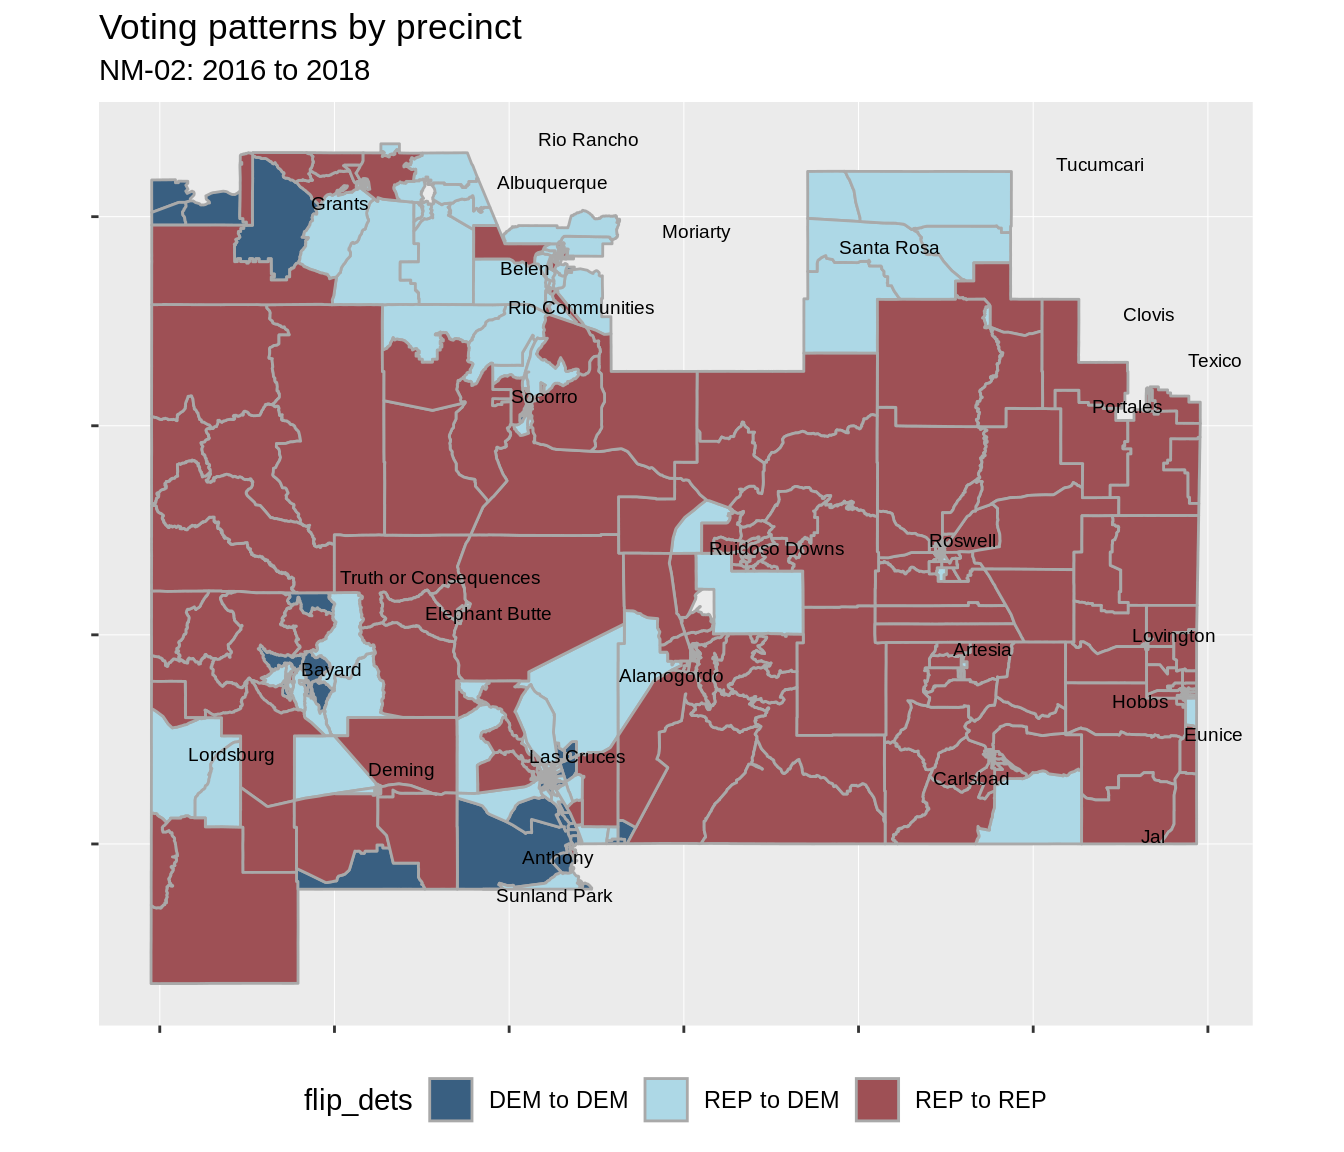 Voting patterns by precinct
NM-02: 2016 to 2018
Rio Rancho
Tucumcari
Albuquerque
Grants
Moriarty
Santa Rosa
Belen
Rio Communities
Clovis
Texico
Socorro
Portales
Roswell
Ruidoso Downs
Truth or Consequences
Elephant Butte
Lovington
Artesia
Bayard
Alamogordo
Hobbs
Eunice
Lordsburg
Las Cruces
Deming
Carlsbad
Jal
Anthony
Sunland Park
flip_dets
DEM to DEM
REP to DEM
REP to REP